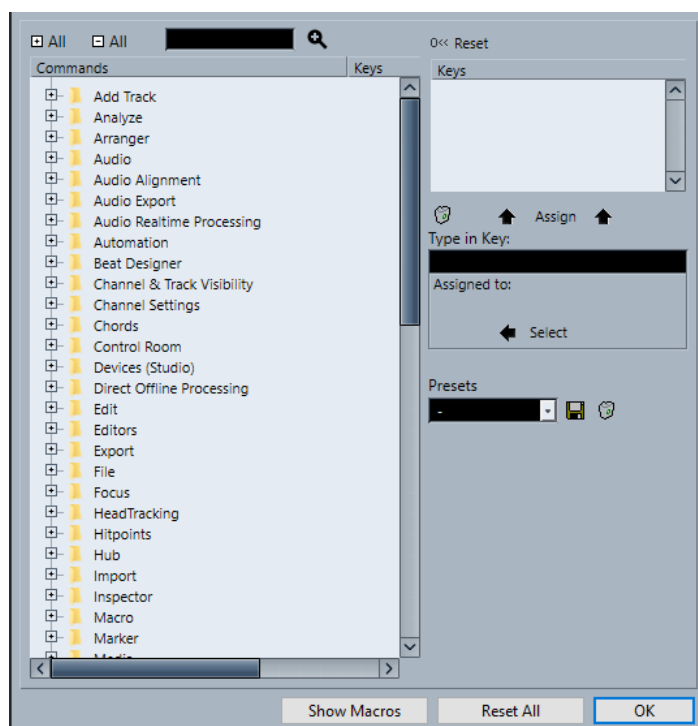 All
All
0<< Reset
Commands
Keys
Keys
Add Track
Analyze
Arranger
Audio
Audio Alignment
Audio Export
Audio Realtime Processing
Automation
Beat Designer
Channel & Track Visibility
Channel Settings
Chords
Control Room
Devices (Studio)
Direct Offline Processing
Edit
Editors
Export
File
Focus
HeadTracking
Hitpoints
Hub
Import
Inspector
Macro
Marker
Media
Assign
Type in Key:
Assigned to:
Select
Presets
-
Show Macros
Reset All
OK